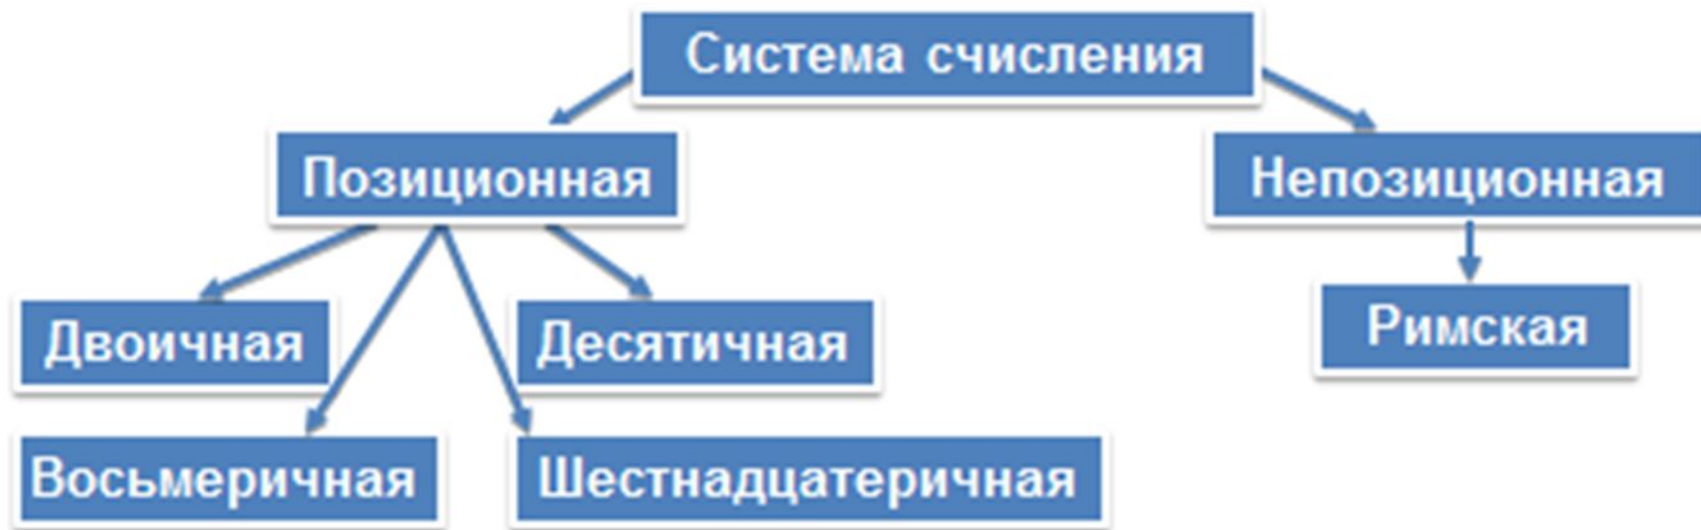 Система счисления
Позиционная
Непозиционная
Двоичная
Десятичная
Римская
Восьмеричная
Шестнадцатеричная